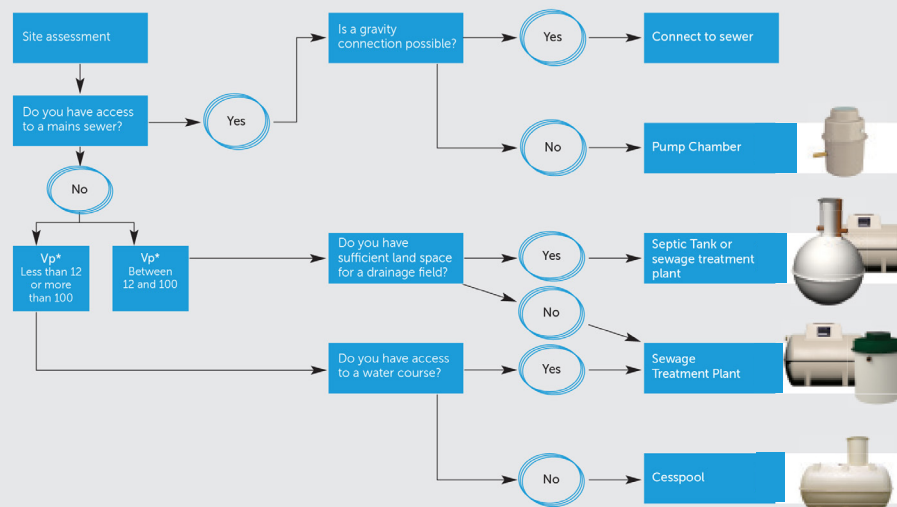 Site assessment
Is a gravity
connection possible?
Yes
Connect to sewer
Do you have access
to a mains sewer?
Yes
No
Pump Chamber
No
Vp*
Less than 12
or more
than 100
Vp*
Between
12 and 100
Do you have
sufficient land space
for a drainage field?
Yes
Septic Tank or
sewage treatment
plant
No
Do you have access
to a water course?
Yes
Sewage
Treatment Plant
No
Cesspool